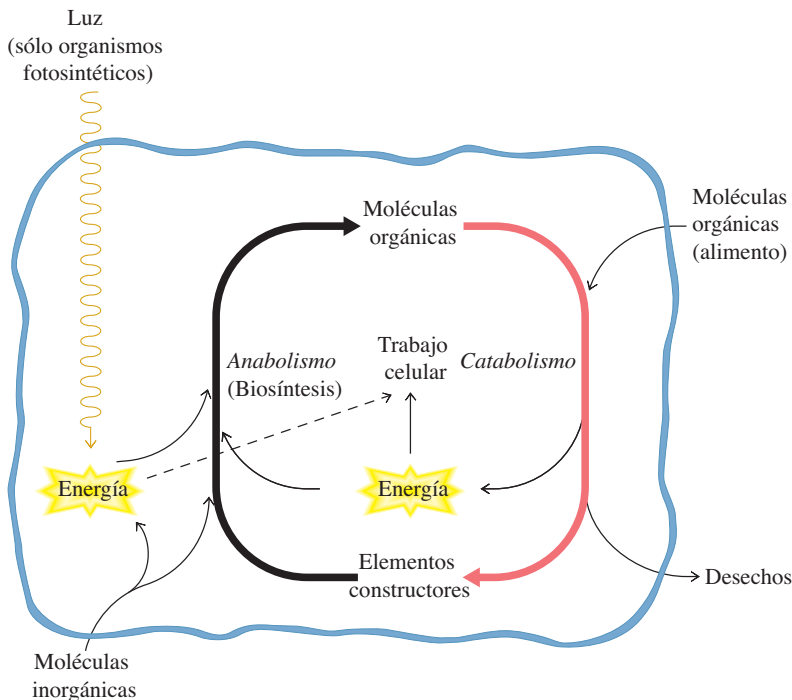 Luz
(sólo organismos
fotosintéticos)
Moléculas
orgánicas
Moléculas
orgánicas
(alimento)
Anabolismo
(Biosíntesis)
Trabajo
celular
Catabolismo
Energía
Energía
Elementos
constructores
Desechos
Moléculas
inorgánicas